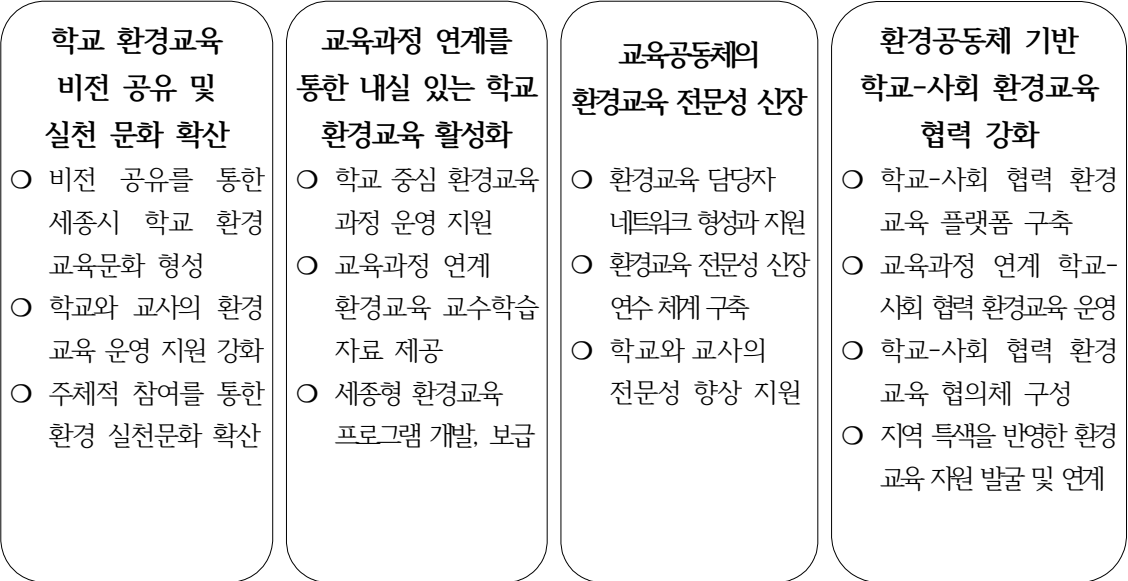 학교 환경교육
비전 공유 및
실천 문화 확산
❍ 비전 공유를 통한
세종시 학교 환경
교육문화 형성
❍ 학교와 교사의 환경
교육 운영 지원 강화
❍ 주체적 참여를 통한
환경 실천문화 확산
교육과정 연계를
통한 내실 있는 학교
환경교육 활성화
❍ 학교 중심 환경교육
과정 운영 지원
❍ 교육과정 연계
환경교육 교수학습
자료 제공
❍ 세종형 환경교육
프로그램 개발, 보급
교육공동체의
환경교육 전문성 신장
❍ 환경교육 담당자
네트워크 형성과 지원
❍ 환경교육 전문성 신장
연수 체계 구축
❍ 학교와 교사의
전문성 향상 지원
환경공동체 기반
학교-사회 환경교육
협력 강화
❍ 학교-사회 협력 환경
교육 플랫폼 구축
❍ 교육과정 연계 학교-
사회 협력 환경교육 운영
❍ 학교-사회 협력 환경
교육 협의체 구성
❍ 지역 특색을 반영한 환경
교육 자원 발굴 및 연계